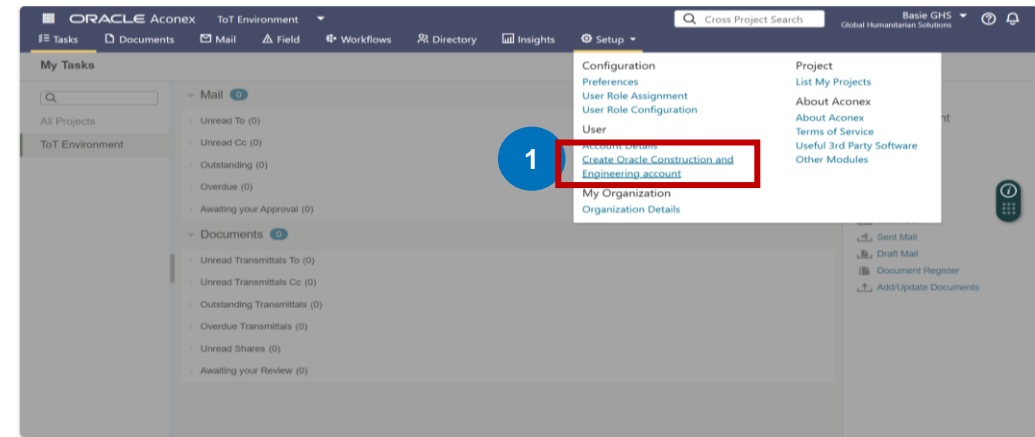 ORACLE Aconex
ToT Environment
Cross Project Search
Basie GHS
Global Humanitarian Solutions
Tasks
Documents
Mail
Field
Workflows
Directory
Insights
Setup
My Tasks
All Projects
ToT Environment
Mail 0
Unread To (0)
Unread Cc (0)
Outstanding (0)
Overdue (0)
Awaiting your Approval (0)
Documents 0
Unread Transmittals To (0)
Unread Transmittals Cc (0)
Outstanding Transmittals (0)
Overdue Transmittals (0)
Unread Shares (0)
Awaiting your Review (0)
1
Configuration
Preferences
User Role Assignment
User Role Configuration
User
Account Details
Create Oracle Construction and
Engineering account
My Organization
Organization Details
Project
List My Projects
About Aconex
About Aconex
Terms of Service
Useful 3rd Party Software
Other Modules
Sent Mail
Draft Mail
Document Register
Add/Update Documents